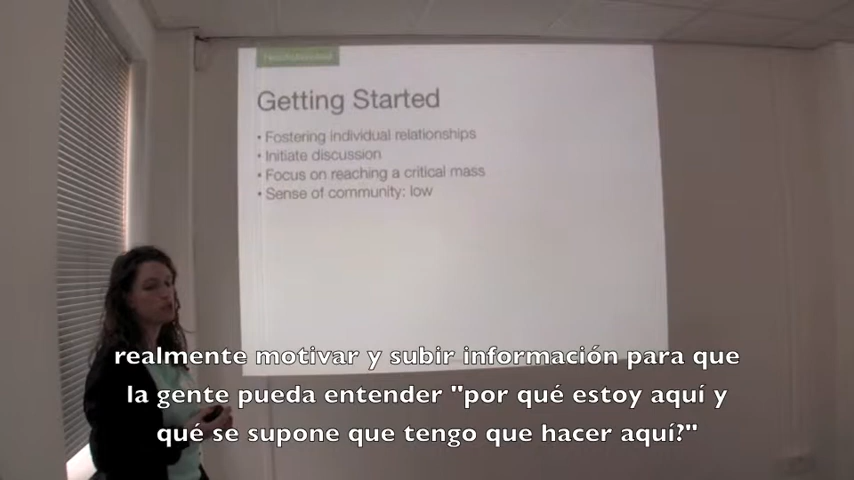 Getting Started
• Fostering individual relationships
• Initiate discussion
• Focus on reaching a critical mass
• Sense of community: low
realmente motivar y subir información para que
la gente pueda entender "por qué estoy aquí y
qué se supone que tengo que hacer aquí?"